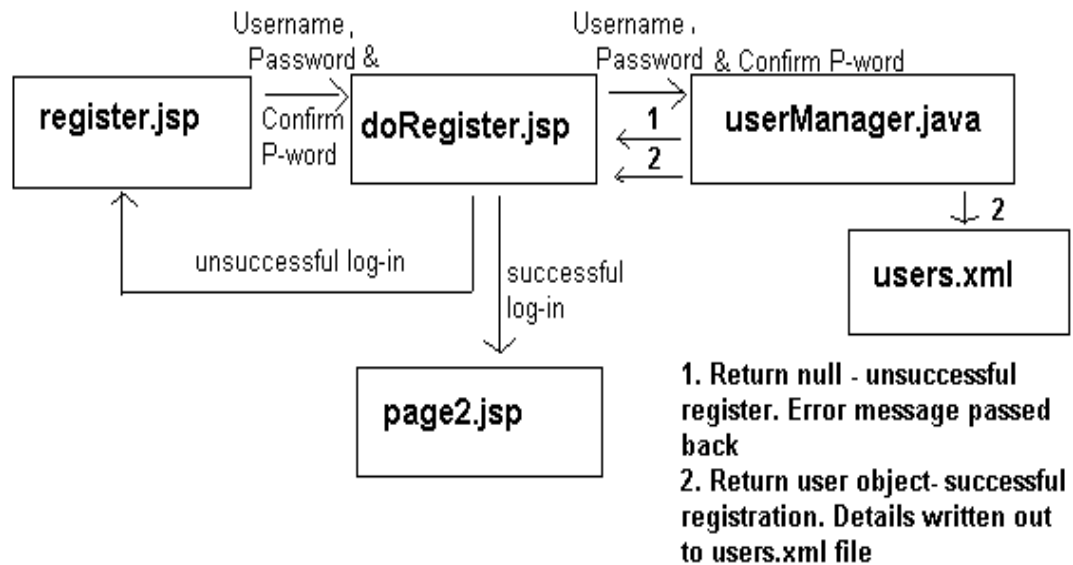 Username,
Password &
Confirm
P-word
Username,
Password & Confirm P-word
register.jsp
doRegister.jsp
userManager.java
1
2
2
unsuccessful log-in
successful
log-in
users.xml
page2.jsp
1. Return null - unsuccessful
register. Error message passed
back
2. Return user object- successful
registration. Details written out
to users.xml file